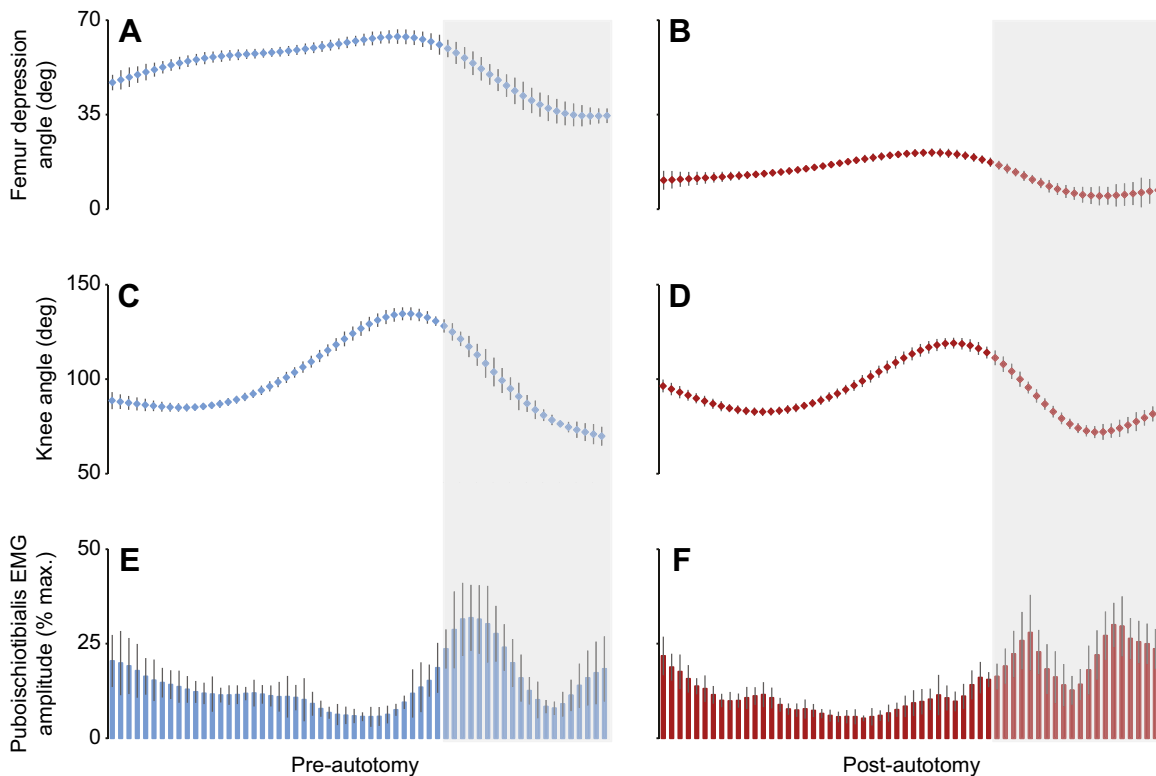 Femur depression
angle (deg)
70
35
0
A
B
Knee angle (deg)
150
100
50
C
D
Puboischiotibialis EMG
amplitude (% max.)
50
25
0
E
F
Pre-autotomy
Post-autotomy